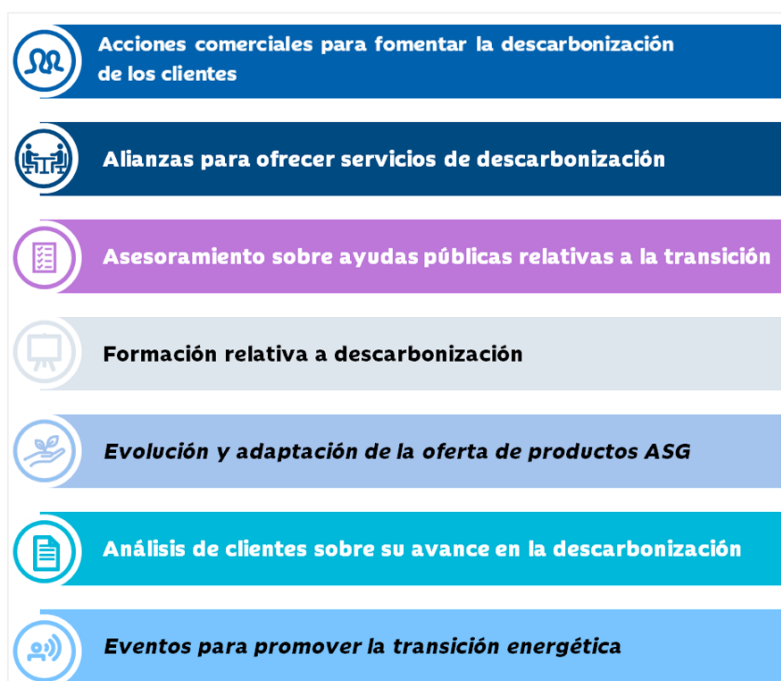 Acciones comerciales para fomentar la descarbonización
de los clientes
Alianzas para ofrecer servicios de descarbonización
Asesoramiento sobre ayudas públicas relativas a la transición
Formación relativa a descarbonización
Evolución y adaptación de la oferta de productos ASG
Análisis de clientes sobre su avance en la descarbonización
Eventos para promover la transición energética